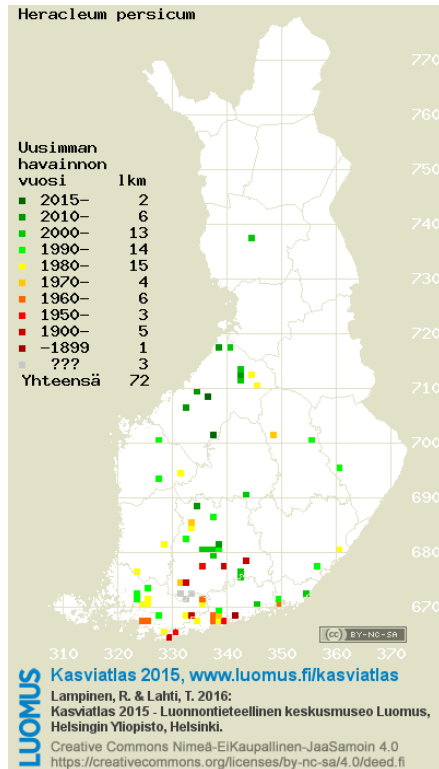 Heracleum persicum
Uusimman
havainnon
vuosi lkm
2015- 2
2010- 6
2000- 13
1990- 14
1980- 15
1970- 4
1960- 6
1950- 3
1900- 5
-1899 1
??? 3
Yhteensä 72
770
760
750
740
730
720
710
700
690
680
670
310 320 330 340 350 360 370
(cc) BY-NC-SA
LUOMUS
Kasviatlas 2015, www.luomus.fi/kasviatlas
Lampinen, R. & Lahti, T. 2016:
Kasviatlas 2015 - Luonnontieteellinen keskusmuseo Luomus,
Helsingin Yliopisto, Helsinki.
Creative Commons Nimeä-EiKaupallinen-JaaSamoin 4.0
https://creativecommons.org/licenses/by-nc-sa/4.0/deed.fi